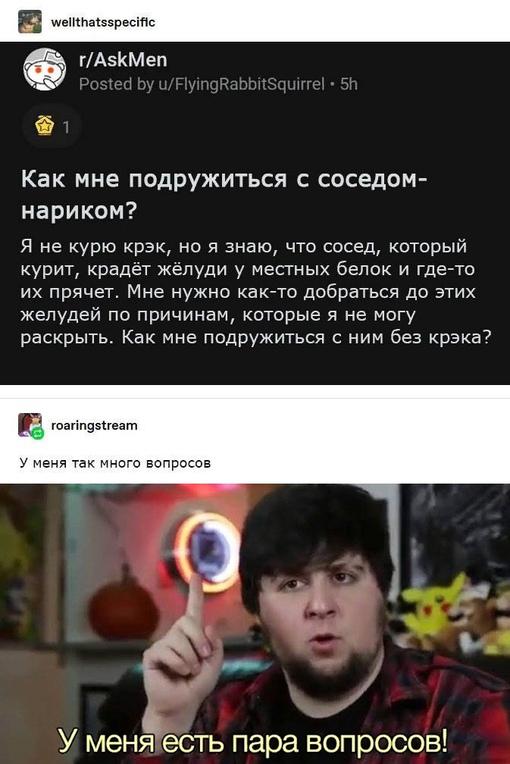 wellthatsspecific
r/AskMen
Posted by u/FlyingRabbitSquirrel • 5h
1
Как мне подружиться с соседом-
нариком?
Я не курю крэк, но я знаю, что сосед, который
курит, крадёт жёлуди у местных белок и где-то
их прячет. Мне нужно как-то добраться до этих
желудей по причинам, которые я не могу
раскрыть. Как мне подружиться с ним без крэка?
roaringstream
У меня так много вопросов
У меня есть пара вопросов!